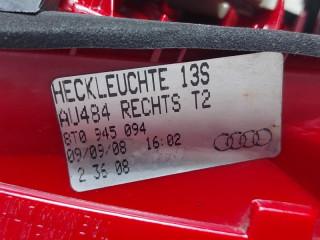 HECKLEUCHTE 13S
AU484 RECHTS T2
8T0 945 094
09/09/08 16:02
2 36 08